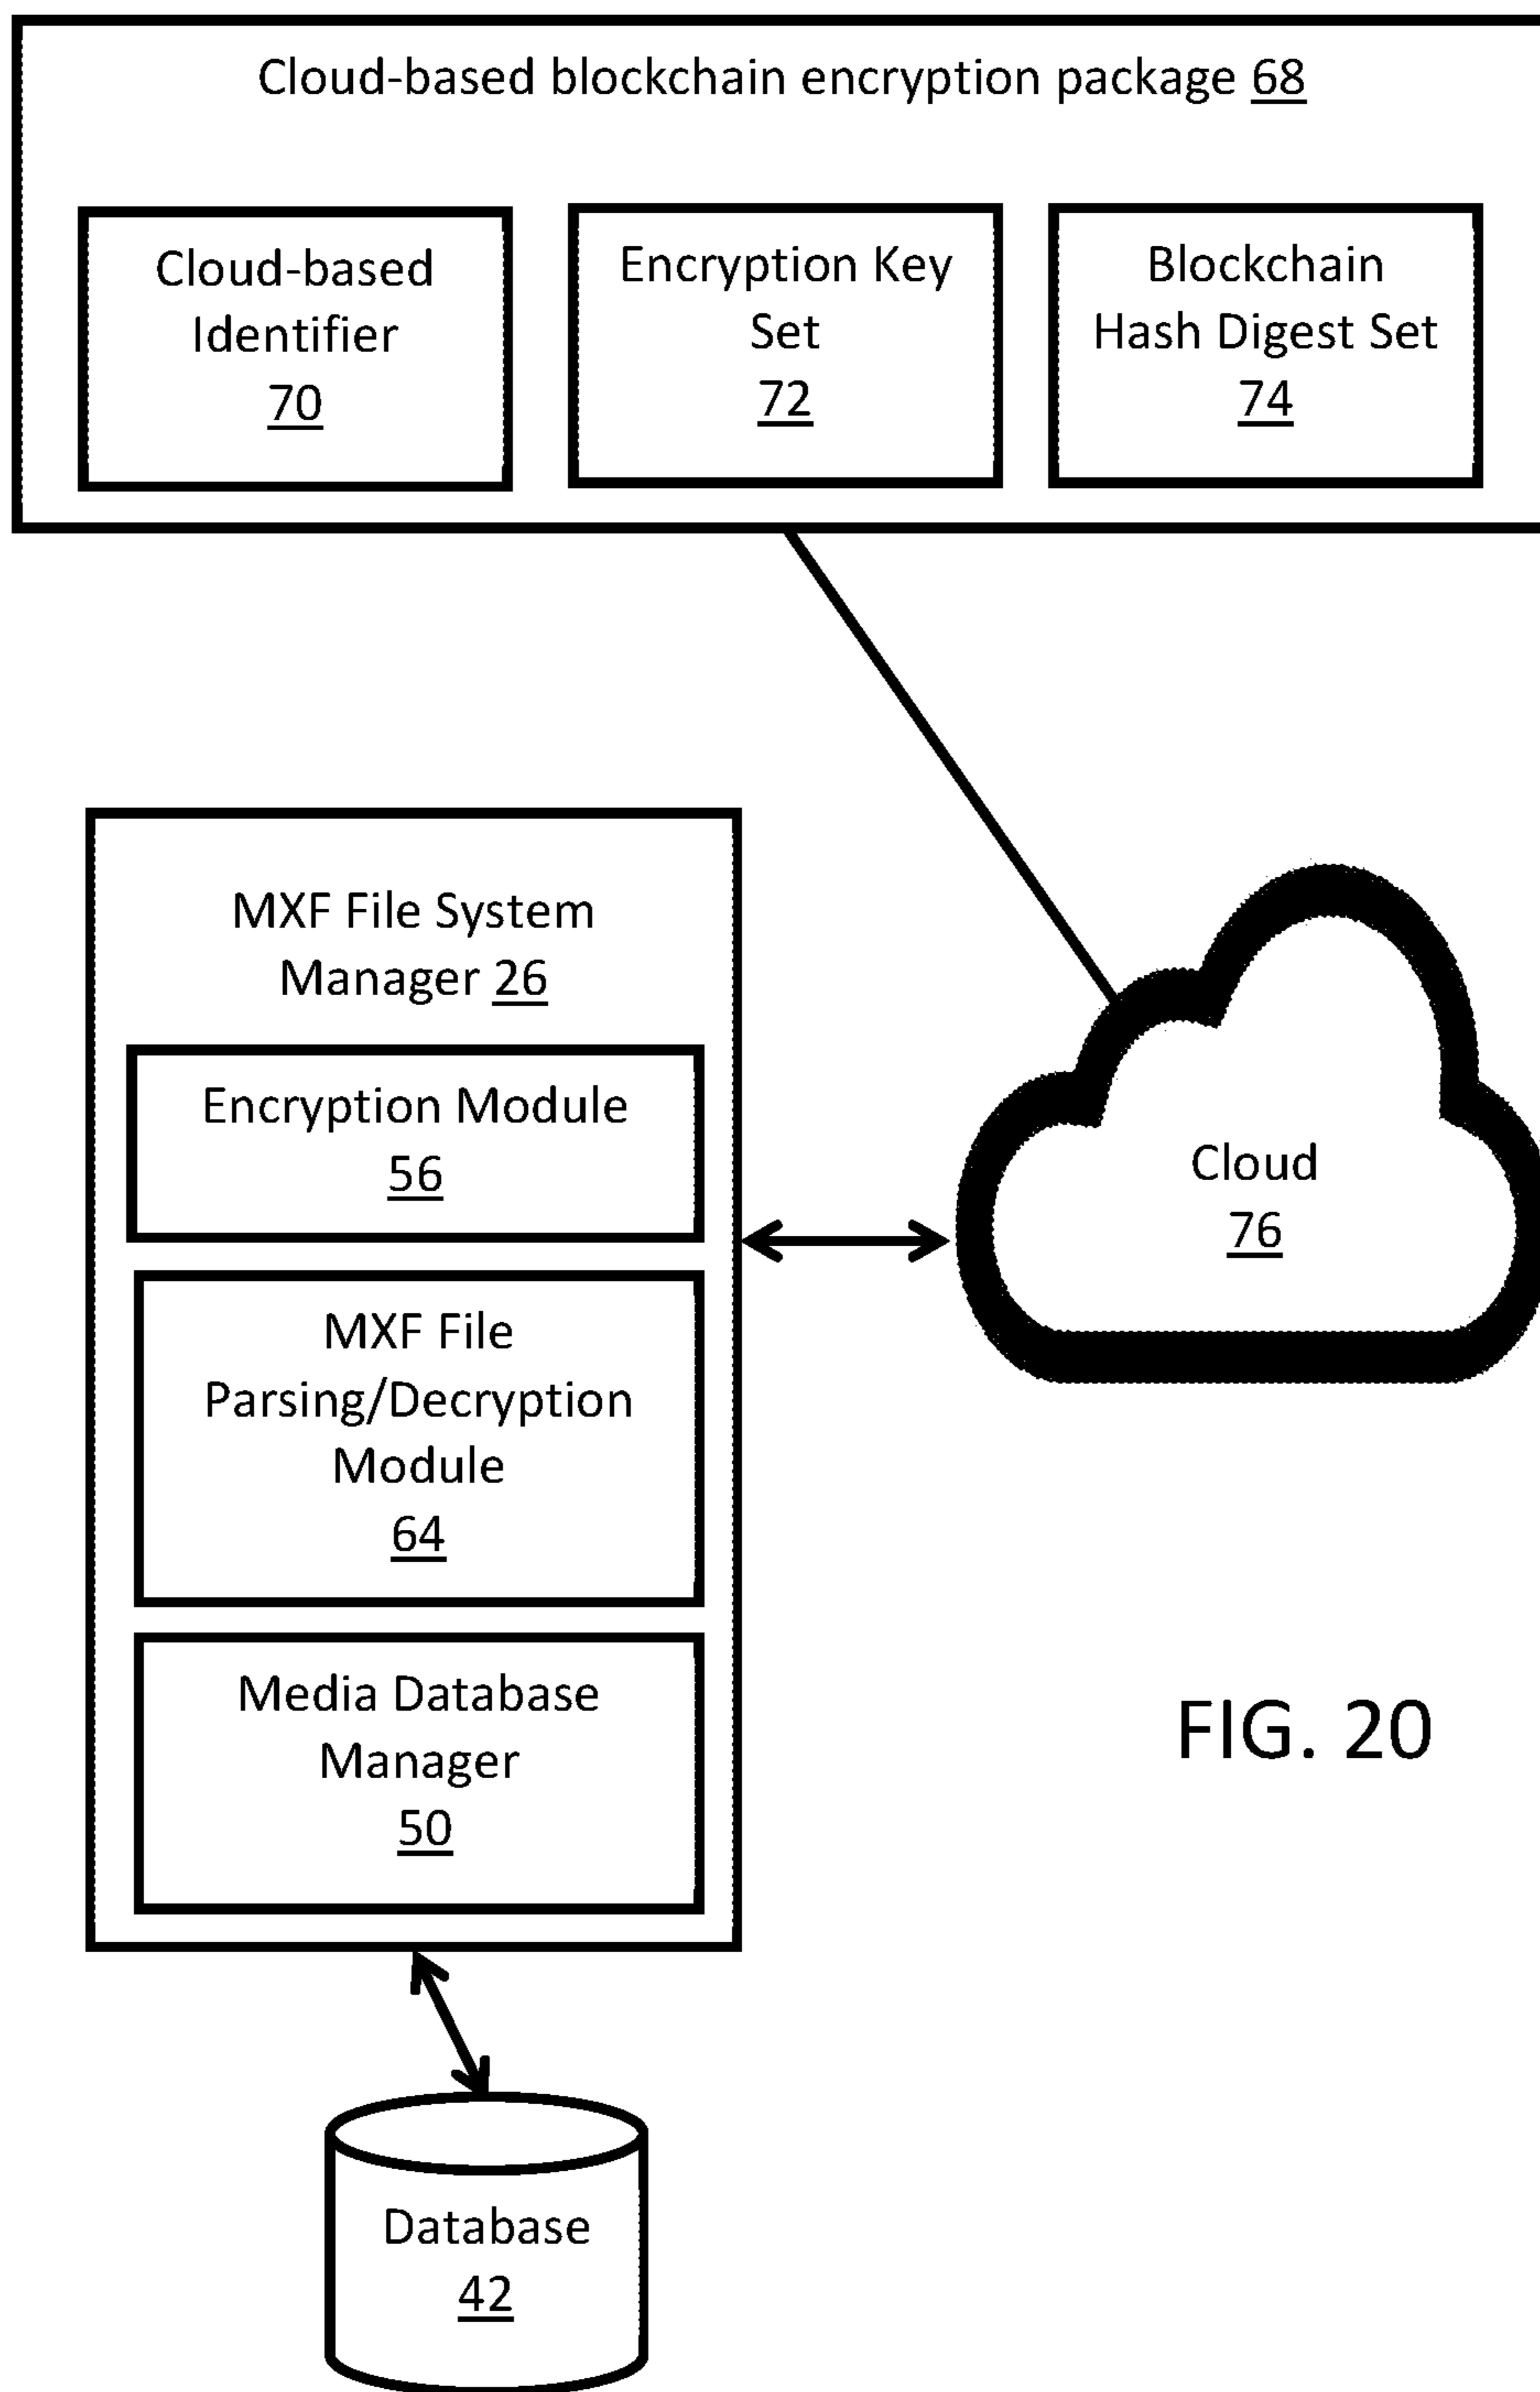 Cloud-based blockchain encryption package 68
Cloud-based
Identifier
70
Encryption Key
Set
72
Blockchain
Hash Digest Set
74
MXF File System
Manager 26
Encryption Module
56
MXF File
Parsing/Decryption
Module
64
Media Database
Manager
50
Cloud
76
FIG. 20
Database
42